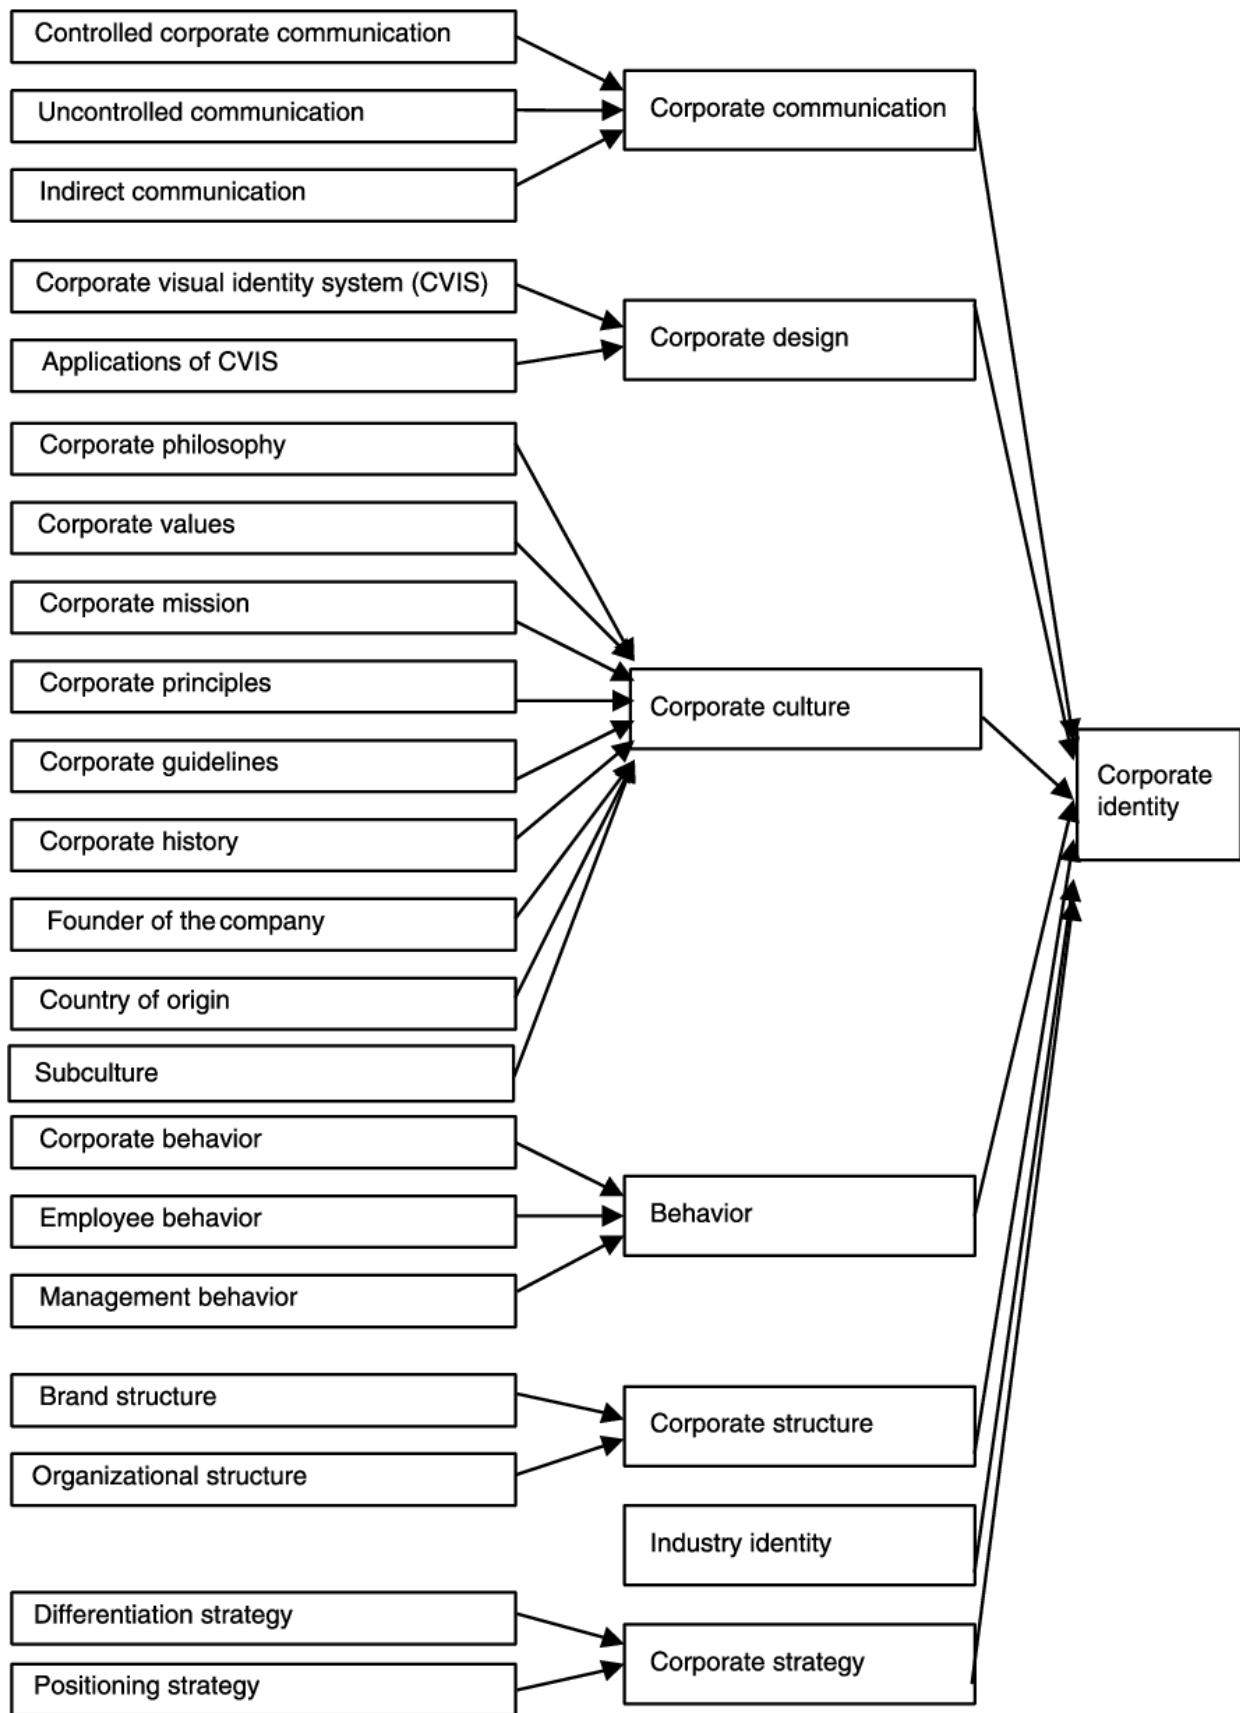 Controlled corporate communication
Uncontrolled communication
Indirect communication
Corporate communication
Corporate visual identity system (CVIS)
Applications of CVIS
Corporate design
Corporate philosophy
Corporate values
Corporate mission
Corporate principles
Corporate guidelines
Corporate history
Founder of the company
Country of origin
Subculture
Corporate culture
Corporate behavior
Employee behavior
Management behavior
Behavior
Brand structure
Organizational structure
Corporate structure
Industry identity
Differentiation strategy
Positioning strategy
Corporate strategy
Corporate
identity